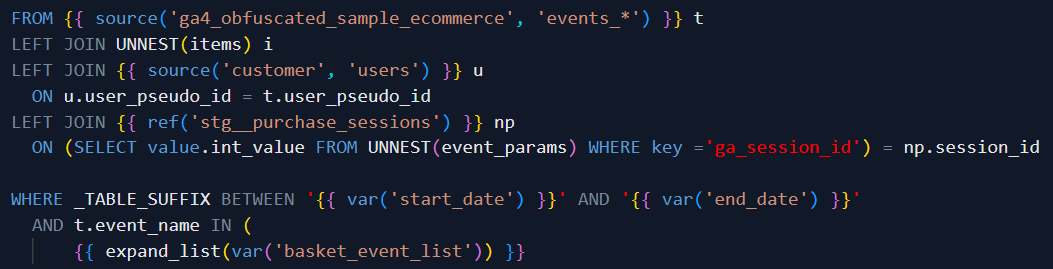 FROM {{ source('ga4_obfuscated_sample_ecommerce', 'events_*') }} t
LEFT JOIN UNNEST(items) i
LEFT JOIN {{ source('customer', 'users') }} u
  ON u.user_pseudo_id = t.user_pseudo_id
LEFT JOIN {{ ref('stg__purchase_sessions') }} np
  ON (SELECT value.int_value FROM UNNEST(event_params) WHERE key ='ga_session_id') = np.session_id

WHERE _TABLE_SUFFIX BETWEEN '{{ var('start_date') }}' AND '{{ var('end_date') }}'
  AND t.event_name IN (
      {{ expand_list(var('basket_event_list')) }}